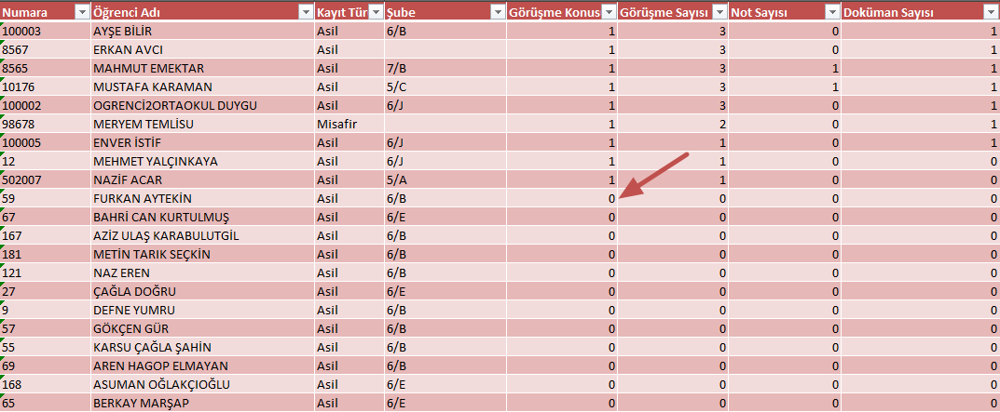 Numara Öğrenci Adı Kayıt Tür Şube Görüşme Konus Görüşme Sayısı Not Sayısı Doküman Sayısı
100003 AYŞE BİLİR Asil 6/B 1 3 0 1
8567 ERKAN AVCI Asil 1 3 0 1
8565 MAHMUT EMEKTAR Asil 7/B 1 3 1 1
10176 MUSTAFA KARAMAN Asil 5/C 1 3 1 1
100002 OGRENCİ2ORTAOKUL DUYGU Asil 6/J 1 3 0 1
98678 MERYEM TEMLİSU Misafir 1 2 0 1
100005 ENVER İSTİF Asil 6/J 1 1 0 1
12 MEHMET YALÇINKAYA Asil 6/J 1 1 0 0
502007 NAZİF ACAR Asil 5/A 1 1 0 0
59 FURKAN AYTEKİN Asil 6/B 0 0 0 0
67 BAHRİ CAN KURTULMUŞ Asil 6/E 0 0 0 0
167 AZİZ ULAŞ KARABULUTGİL Asil 6/B 0 0 0 0
181 METİN TARIK SEÇKİN Asil 6/B 0 0 0 0
121 NAZ EREN Asil 6/B 0 0 0 0
27 ÇAĞLA DOĞRU Asil 6/E 0 0 0 0
9 DEFNE YUMRU Asil 6/B 0 0 0 0
57 GÖKÇEN GÜR Asil 6/B 0 0 0 0
55 KARSU ÇAĞLA ŞAHİN Asil 6/B 0 0 0 0
69 AREN HAGOP ELMAYAN Asil 6/B 0 0 0 0
168 ASUMAN OĞLAKÇIOĞLU Asil 6/E 0 0 0 0
65 BERKAY MARŞAP Asil 6/E 0 0 0 0